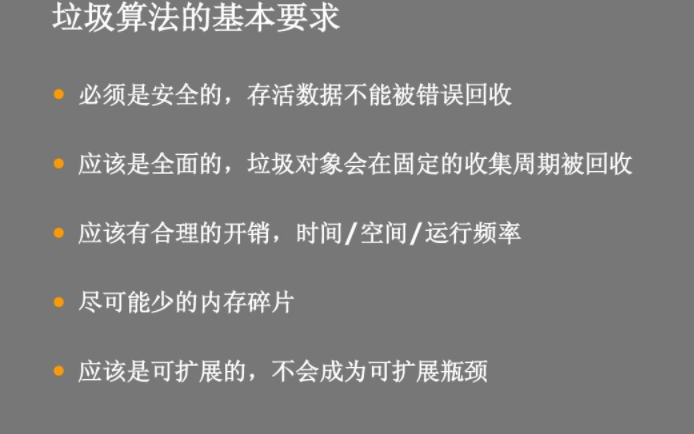 垃圾算法的基本要求
必须是安全的，存活数据不能被错误回收
应该是全面的，垃圾对象会在固定的收集周期被回收
应该有合理的开销，时间/空间/运行频率
尽可能少的内存碎片
应该是可扩展的，不会成为可扩展瓶颈